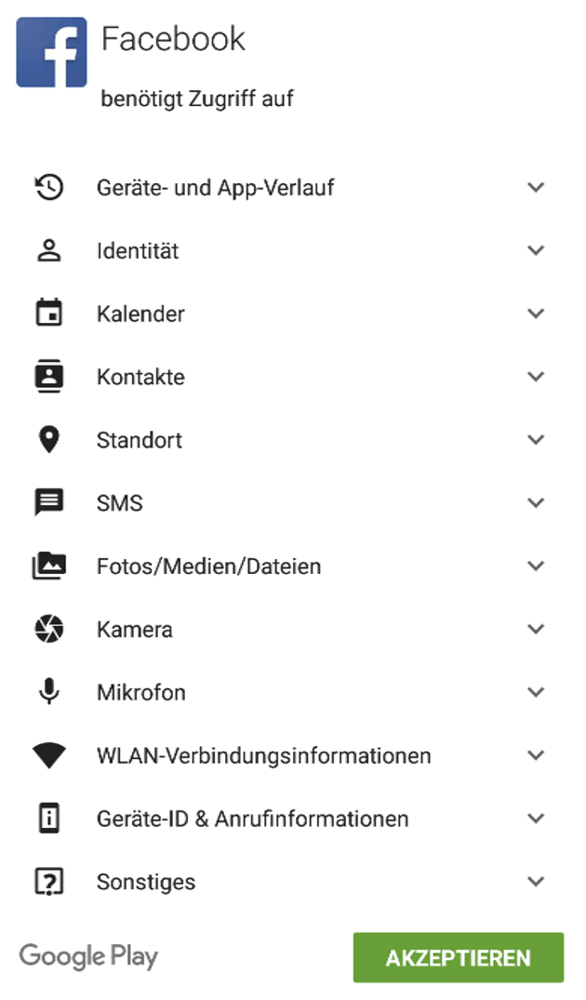 Facebook
benötigt Zugriff auf
Geräte- und App-Verlauf
Identität
Kalender
Kontakte
Standort
SMS
Fotos/Medien/Dateien
Kamera
Mikrofon
WLAN-Verbindungsinformationen
Geräte-ID & Anrufinformationen
Sonstiges
Google Play
AKZEPTIEREN